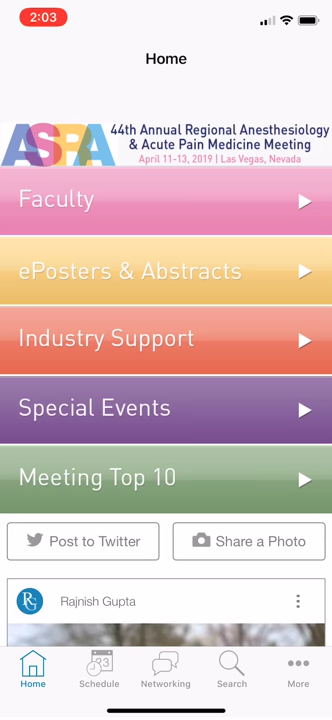 2:03
Home
ASRA
44th Annual Regional Anesthesiology
& Acute Pain Medicine Meeting
April 11-13, 2019 | Las Vegas, Nevada
Faculty
ePosters & Abstracts
Industry Support
Special Events
Meeting Top 10
Post to Twitter
Share a Photo
RG
Rajnish Gupta
23
Home
Schedule
Networking
Search
More